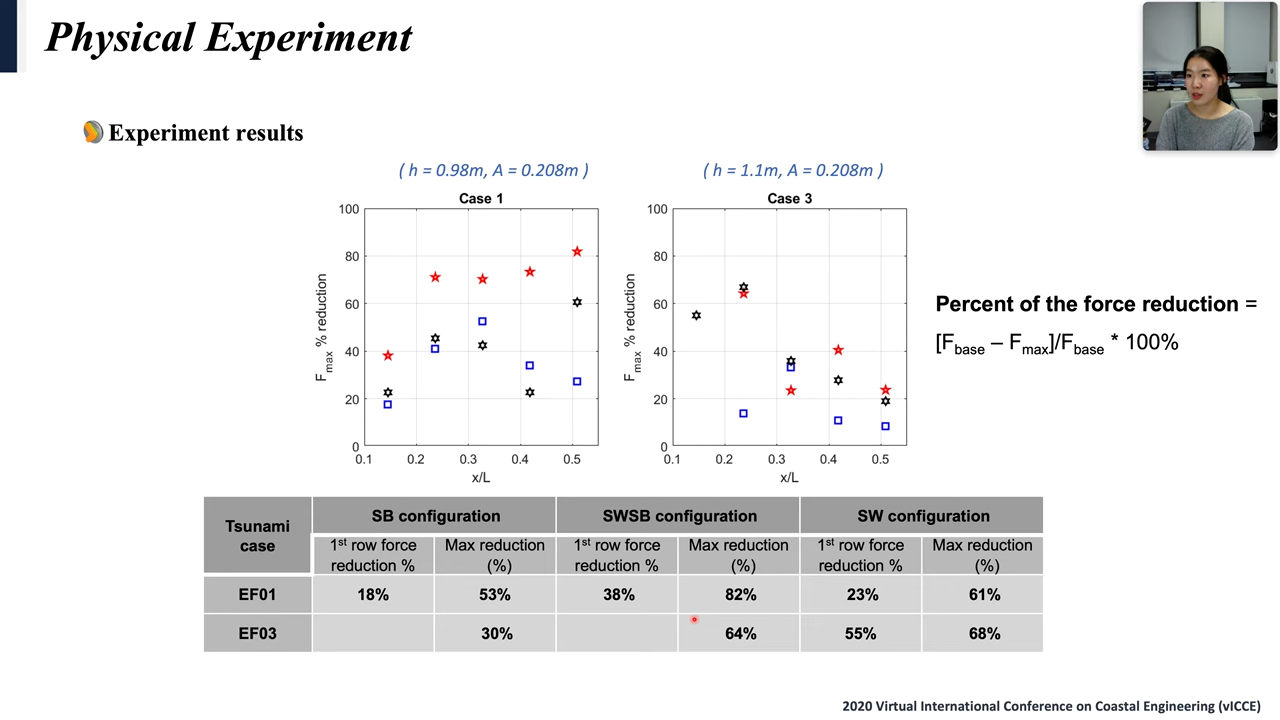 Physical Experiment
Experiment results
( h = 0.98m, A = 0.208m )
( h = 1.1m, A = 0.208m )
Case 1
100
80
60
40
20
0
0.1 0.2 0.3 0.4 0.5
Fmax % reduction
x/L
Case 3
100
80
60
40
20
0
0.1 0.2 0.3 0.4 0.5
Fmax % reduction
x/L
Percent of the force reduction =
[Fbase – Fmax]/Fbase * 100%
Tsunami case
SB configuration
SWSB configuration
SW configuration
1st row force reduction %
Max reduction (%)
1st row force reduction %
Max reduction (%)
1st row force reduction %
Max reduction (%)
EF01 18% 53% 38% 82% 23% 61%
EF03 30% 64% 55% 68%
2020 Virtual International Conference on Coastal Engineering (vICCE)